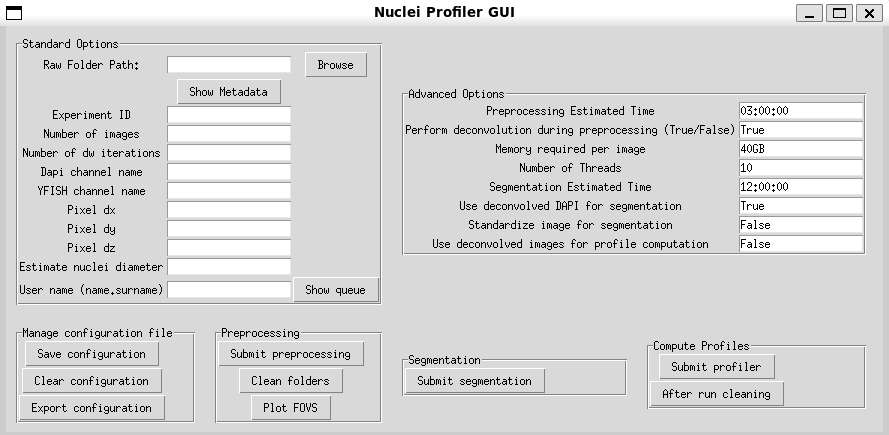 Nuclei Profiler GUI
Standard Options
Raw Folder Path:
Browse
Show Metadata
Experiment ID
Number of images
Number of dw iterations
Dapi channel name
YFISH channel name
Pixel dx
Pixel dy
Pixel dz
Estimate nuclei diameter
User name (name.surname)
Show queue
Advanced Options
Preprocessing Estimated Time 03:00:00
Perform deconvolution during preprocessing (True/False) True
Memory required per image 40GB
Number of Threads 10
Segmentation Estimated Time 12:00:00
Use deconvolved DAPI for segmentation True
Standardize image for segmentation False
Use deconvolved images for profile computation False
Manage configuration file
Save configuration
Clear configuration
Export configuration
Preprocessing
Submit preprocessing
Clean folders
Plot FOVS
Segmentation
Submit segmentation
Compute Profiles
Submit profiler
After run cleaning